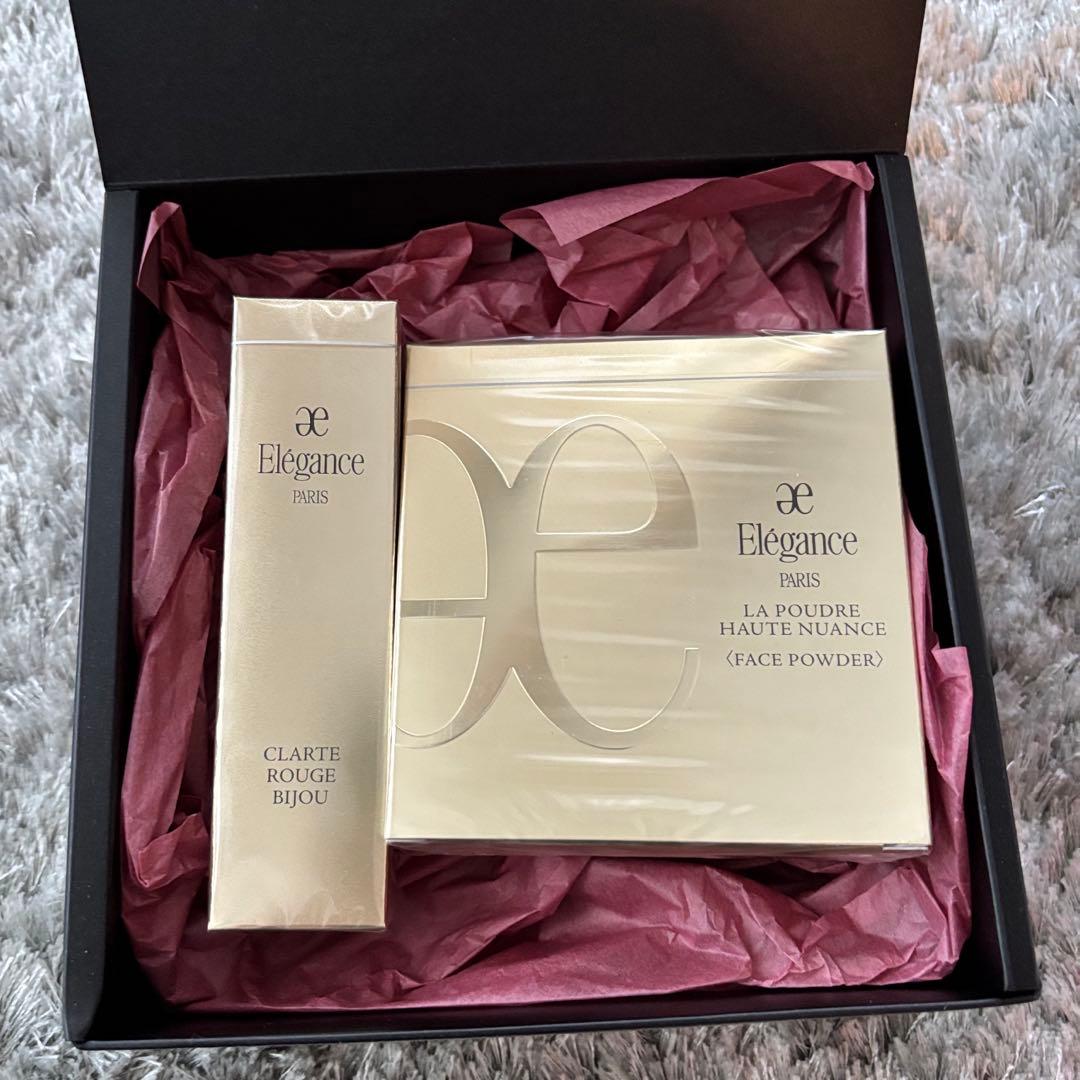 æ
Elégance
PARIS
CLARTE
ROUGE
BIJOU
æ
æ
Elégance
PARIS
LA POUDRE
HAUTE NUANCE
〈FACE POWDER〉